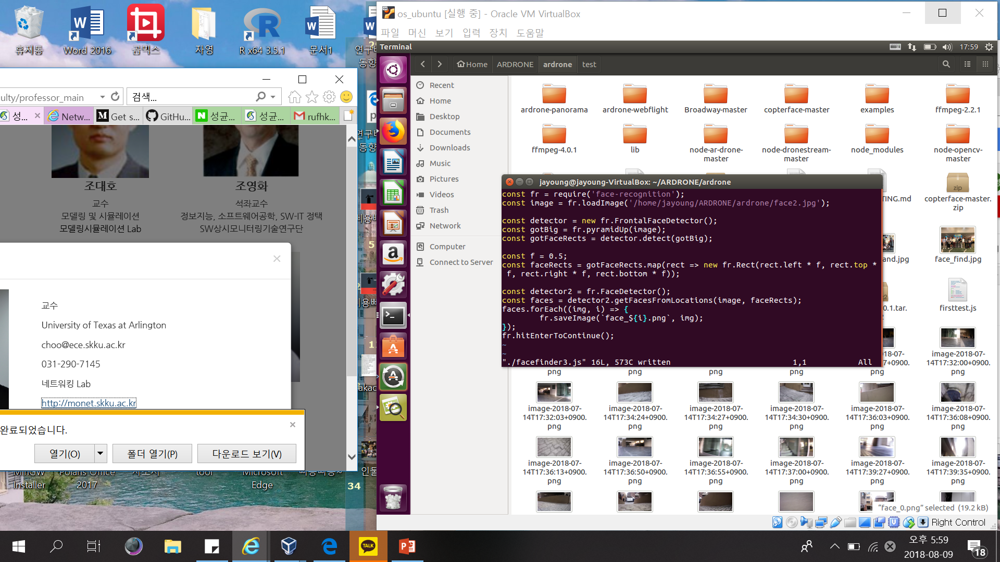 휴지통
Word 2016
곰믹스
자영
R x64 3.5.1
문서1
동향
ulty/professor_main
검색...
성...
Netw...
Get s...
GitHu...
성균...
성균...
rufhk...
조대호
교수
모델링 및 시뮬레이션
모델링시뮬레이션 Lab
조영화
석좌교수
정보지능, 소프트웨어공학, SW-IT 정택
SW상시모니터링기술연구단
교수
University of Texas at Arlington
choo@ece.skku.ac.kr
031-290-7145
네트워킹 Lab
http://monet.skku.ac.kr
완료되었습니다.
열기(O)
폴더 열기(P)
다운로드 보기(V)
MinGW
Installer
Polaris Office
2017
tool
Microsoft
Edge
34
os_ubuntu [실행 중] - Oracle VM VirtualBox
파일 머신 보기 입력 장치 도움말
Terminal
17:59
Home
ARDRONE
ardrone
test
Recent
Home
Desktop
Documents
Downloads
Music
Pictures
Videos
Trash
Network
Computer
Connect to Server
ardrone-panorama
ardrone-webflight
Broadway-master
copterface-master
examples
ffmpeg-2.2.1
ffmpeg-4.0.1
lib
node-ar-drone-
master
node-dronestream-
master
node_modules
node-opencv-
master
TING.md
copterface-master.
zip
and.jpg
face_find.jpg
0.1.tar.
firsttest.js
jayoung@jayoung-VirtualBox: ~/ARDRONE/ardrone
const fr = require('face-recognition');
const image = fr.loadImage('/home/jayoung/ARDRONE/ardrone/face2.jpg');
const detector = new fr.FrontalFaceDetector();
const gotBig = fr.pyramidUp(image);
const gotFaceRects = detector.detect(gotBig);
const f = 0.5;
const faceRects = gotFaceRects.map(rect => new fr.Rect(rect.left * f, rect.top *
f, rect.right * f, rect.bottom * f));
const detector2 = fr.FaceDetector();
const faces = detector2.getFacesFromLocations(image, faceRects);
faces.forEach((img, i) => {
fr.saveImage(`face_${i}.png`, img);
});
fr.hitEnterToContinue();
~
~
"./facefinder3.js" 16L, 573C written 1,1 All
2018-07-
7+0900.
png
png
png
png
png
image-2018-07-
14T17:32:00+0900.
png
image-2018-07-
14T17:32:03+0900.
png
image-2018-07-
14T17:34:24+0900.
png
image-2018-07-
14T17:34:27+0900.
png
image-2018-07-
14T17:34:30+0900.
png
image-2018-07-
14T17:36:03+0900.
png
image-2018-07-
14T17:36:08+0900.
png
image-2018-07-
14T17:36:13+0900.
png
image-2018-07-
14T17:36:50+0900.
png
image-2018-07-
14T17:36:55+0900.
png
image-2018-07-
14T17:37:00+0900.
png
image-2018-07-
14T17:39:27+0900.
png
image-2018-07-
14T17:39:35+0900.
png
"face_0.png" selected (19.2 kB)
Right Control
TALK
오후 5:59
2018-08-09
18